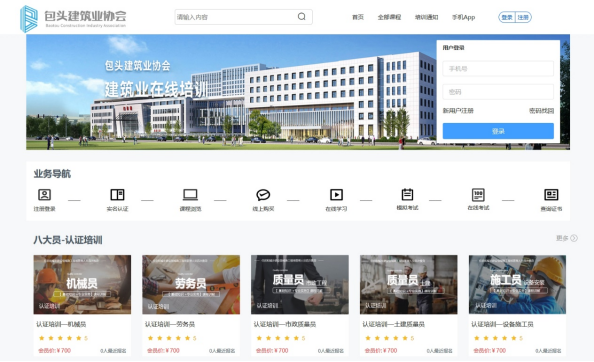 包头建筑业协会
Baotou Construction Industry Association
请输入内容
首页 全部课程 培训通知 手机App
登录 注册
包头建筑业协会
建筑业在线培训
用户登录
手机号
密码
新用户注册 密码找回
登录
业务导航
注册登录 实名认证 课程浏览 线上购买 在线学习 模拟考试 在线考试 查询证书
八大员-认证培训
更多
机械员
认证培训
劳务员
认证培训
质量员 市政工程
认证培训
质量员 土建
认证培训
施工员 设备安装
认证培训
认证培训—机械员 认证培训—劳务员 认证培训—市政质量员 认证培训—土建质量员 认证培训—设备施工员
5 5 5 5 5
会员价: ¥ 700 0人最近报名 会员价: ¥ 700 0人最近报名 会员价: ¥ 700 0人最近报名 会员价: ¥ 700 0人最近报名 会员价: ¥ 700 0人最近报名